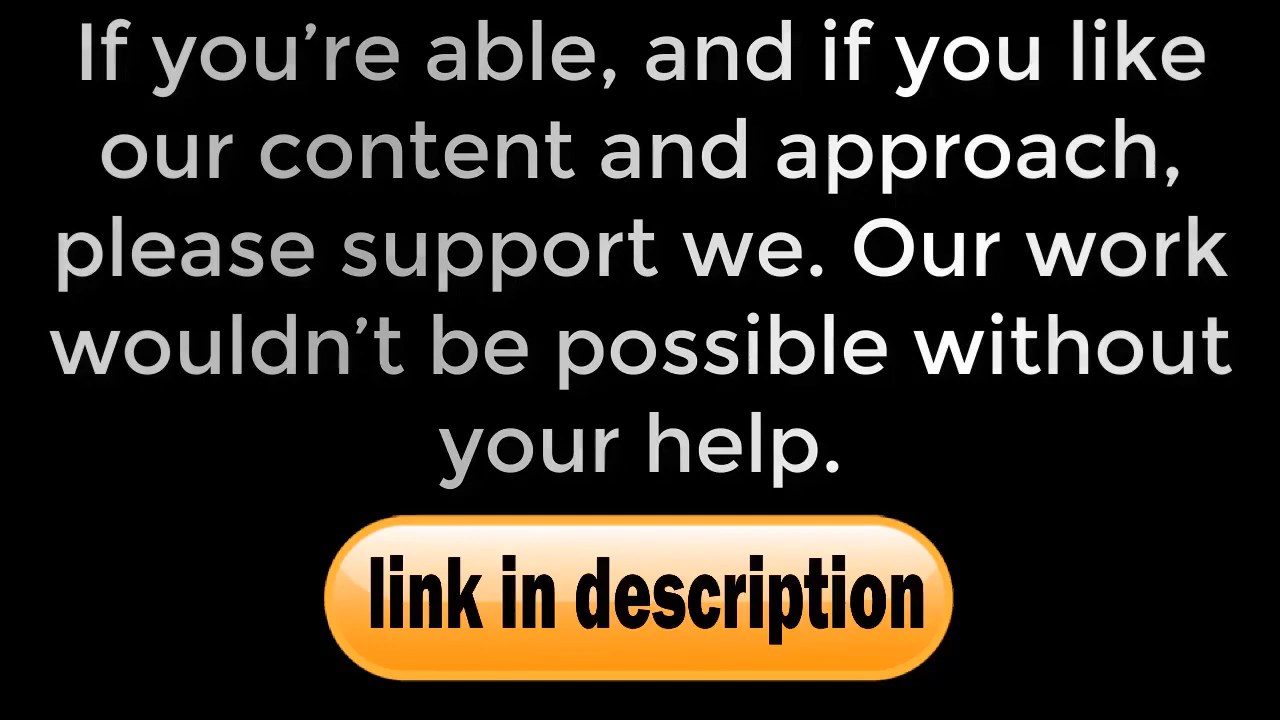 If you’re able, and if you like
our content and approach,
please support we. Our work
wouldn’t be possible without
your help.
link in description